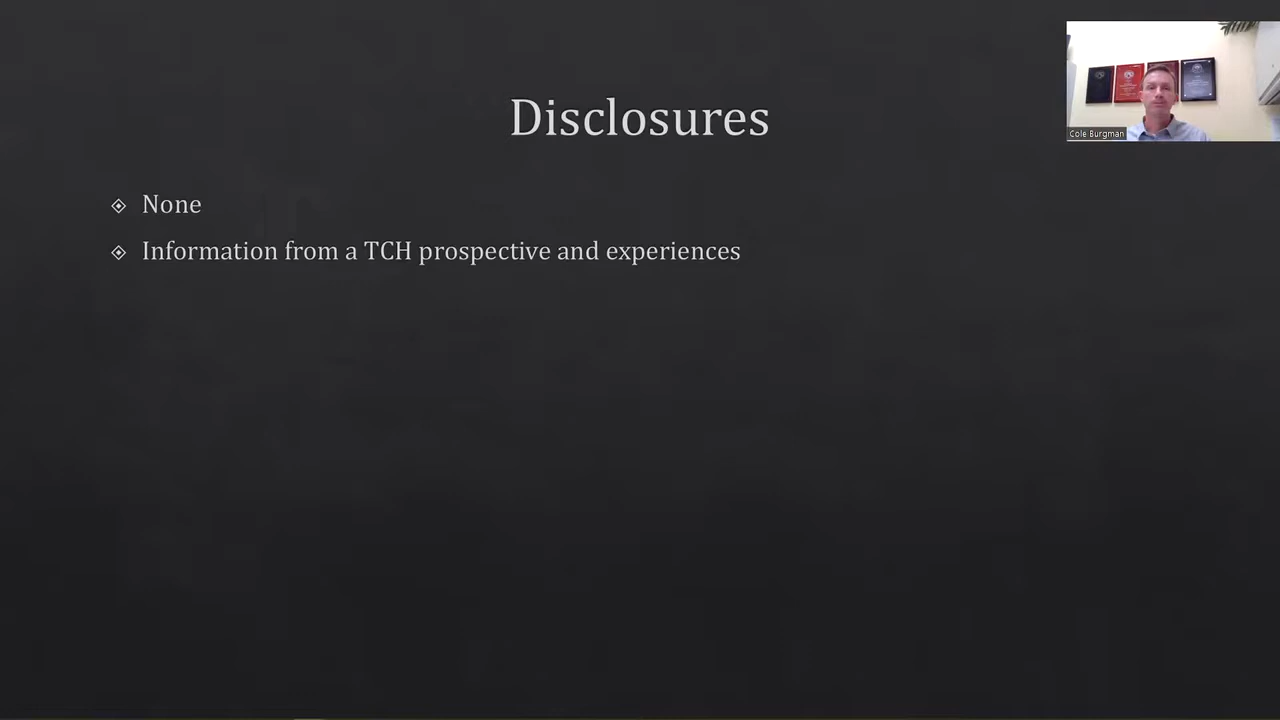 Disclosures
None
Information from a TCH prospective and experiences
Cole Burgman